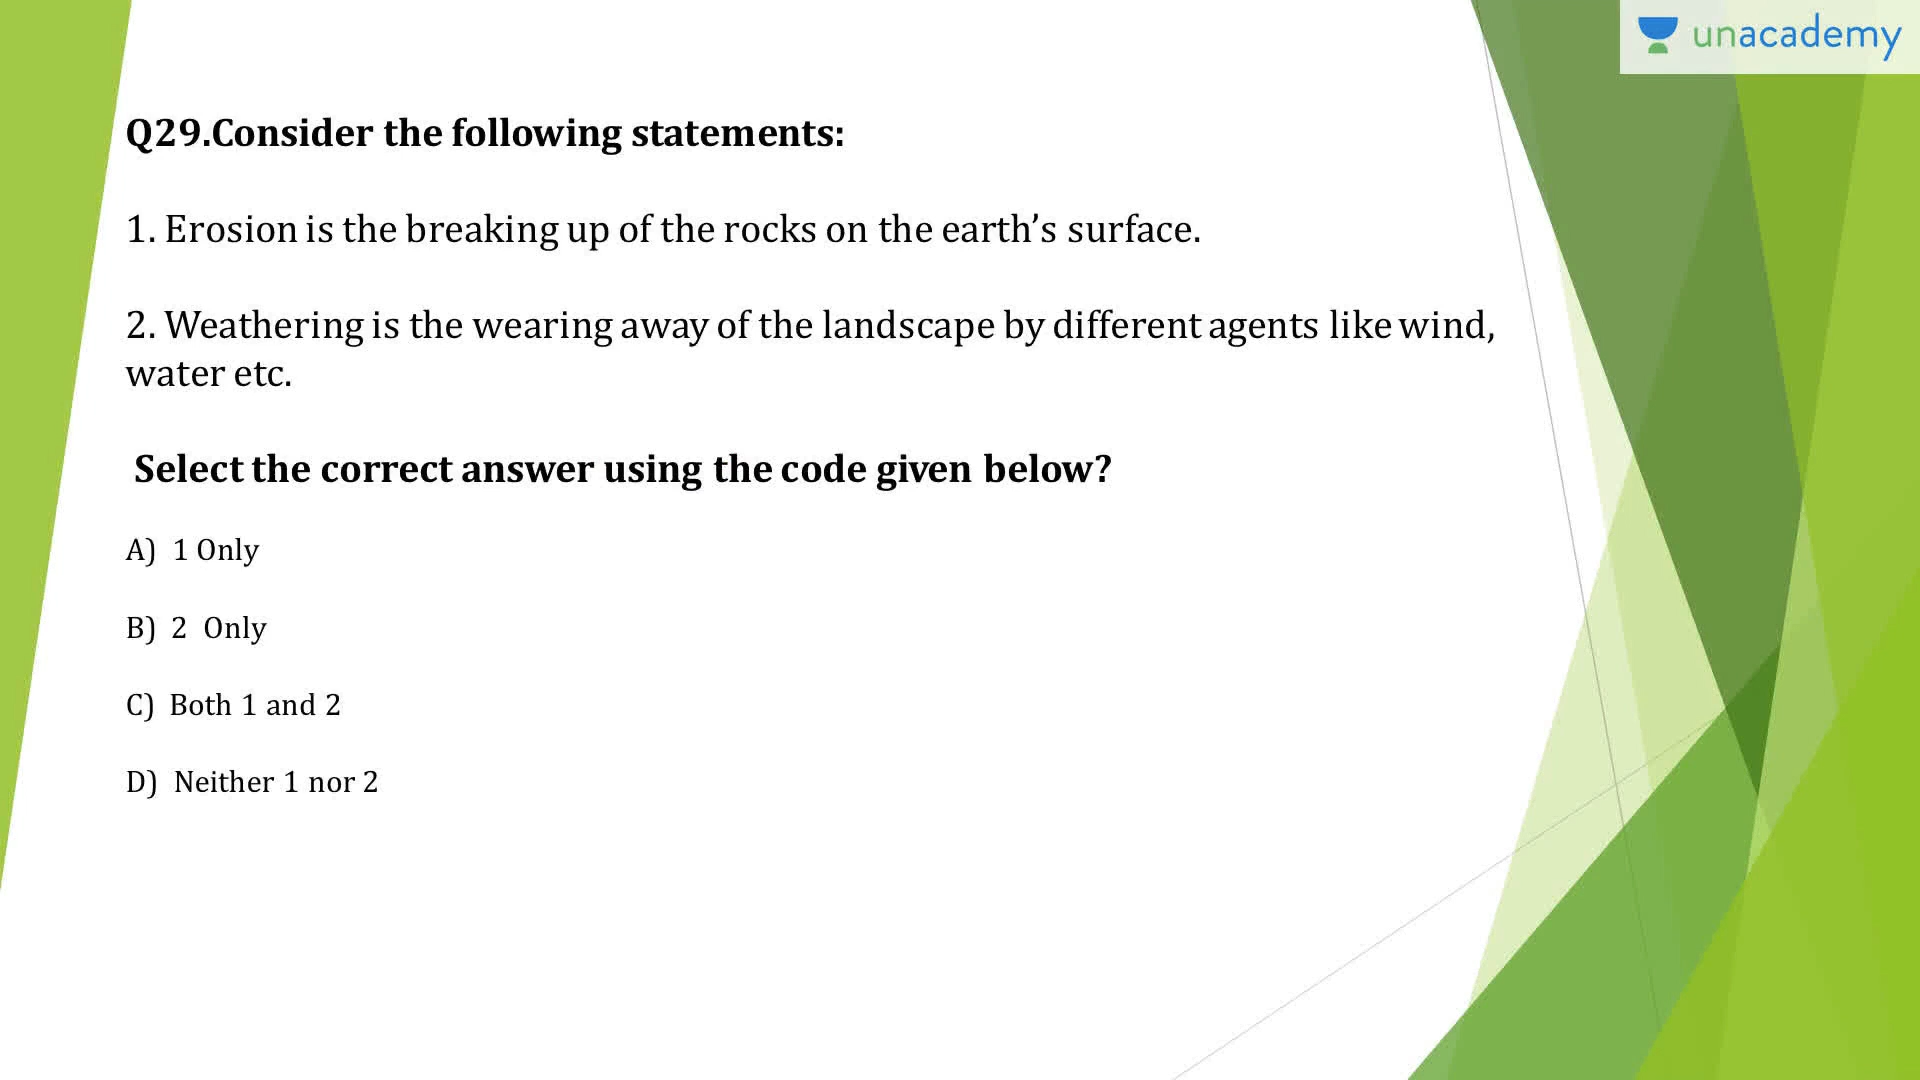 unacademy
Q29.Consider the following statements:
1. Erosion is the breaking up of the rocks on the earth’s surface.
2. Weathering is the wearing away of the landscape by different agents like wind,
water etc.
Select the correct answer using the code given below?
A) 1 Only
B) 2 Only
C) Both 1 and 2
D) Neither 1 nor 2